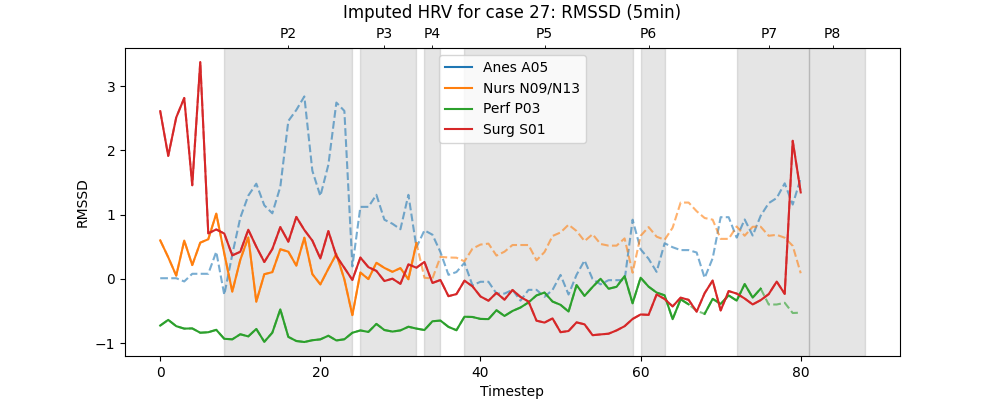 Imputed HRV for case 27: RMSSD (5min)
P2 P3 P4 P5 P6 P7 P8
Anes A05
Nurs N09/N13
Perf P03
Surg S01
RMSSD
3
2
1
0
−1
0 20 40 60 80
Timestep